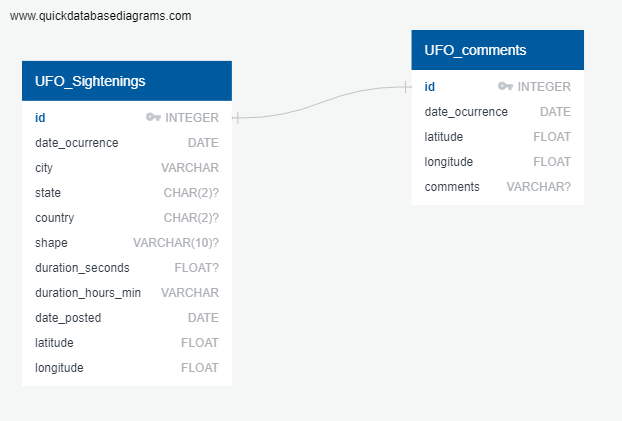 www.quickdatabasediagrams.com
UFO_Sightenings
id INTEGER
date_ocurrence DATE
city VARCHAR
state CHAR(2)?
country CHAR(2)?
shape VARCHAR(10)?
duration_seconds FLOAT?
duration_hours_min VARCHAR
date_posted DATE
latitude FLOAT
longitude FLOAT
UFO_comments
id INTEGER
date_ocurrence DATE
latitude FLOAT
longitude FLOAT
comments VARCHAR?